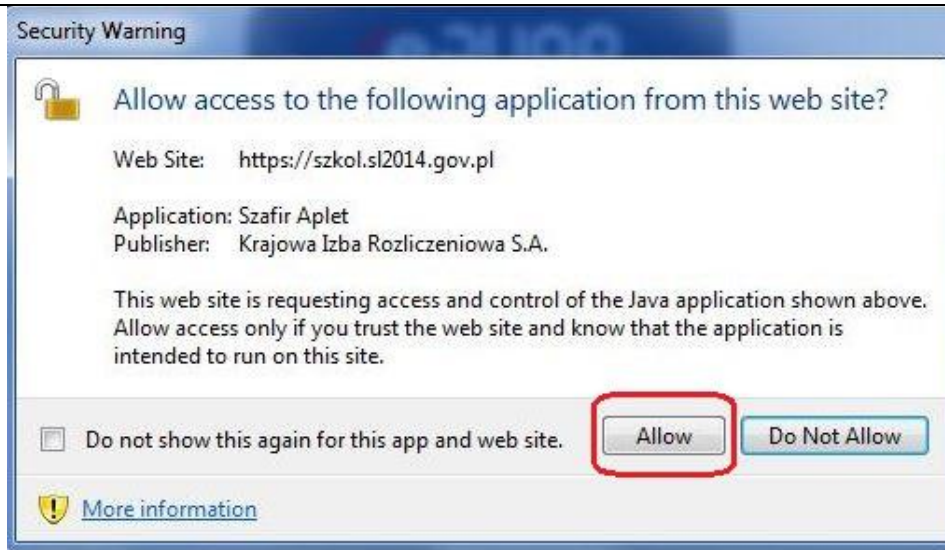 Security Warning
Allow access to the following application from this web site?
Web Site: https://szkol.sl2014.gov.pl
Application: Szafir Aplet
Publisher: Krajowa Izba Rozliczeniowa S.A.
This web site is requesting access and control of the Java application shown above.
Allow access only if you trust the web site and know that the application is
intended to run on this site.
Do not show this again for this app and web site.
Allow
Do Not Allow
More information